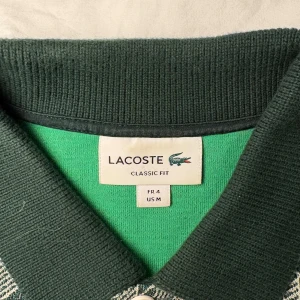 LACOSTE
CLASSIC FIT
FR 4
US M